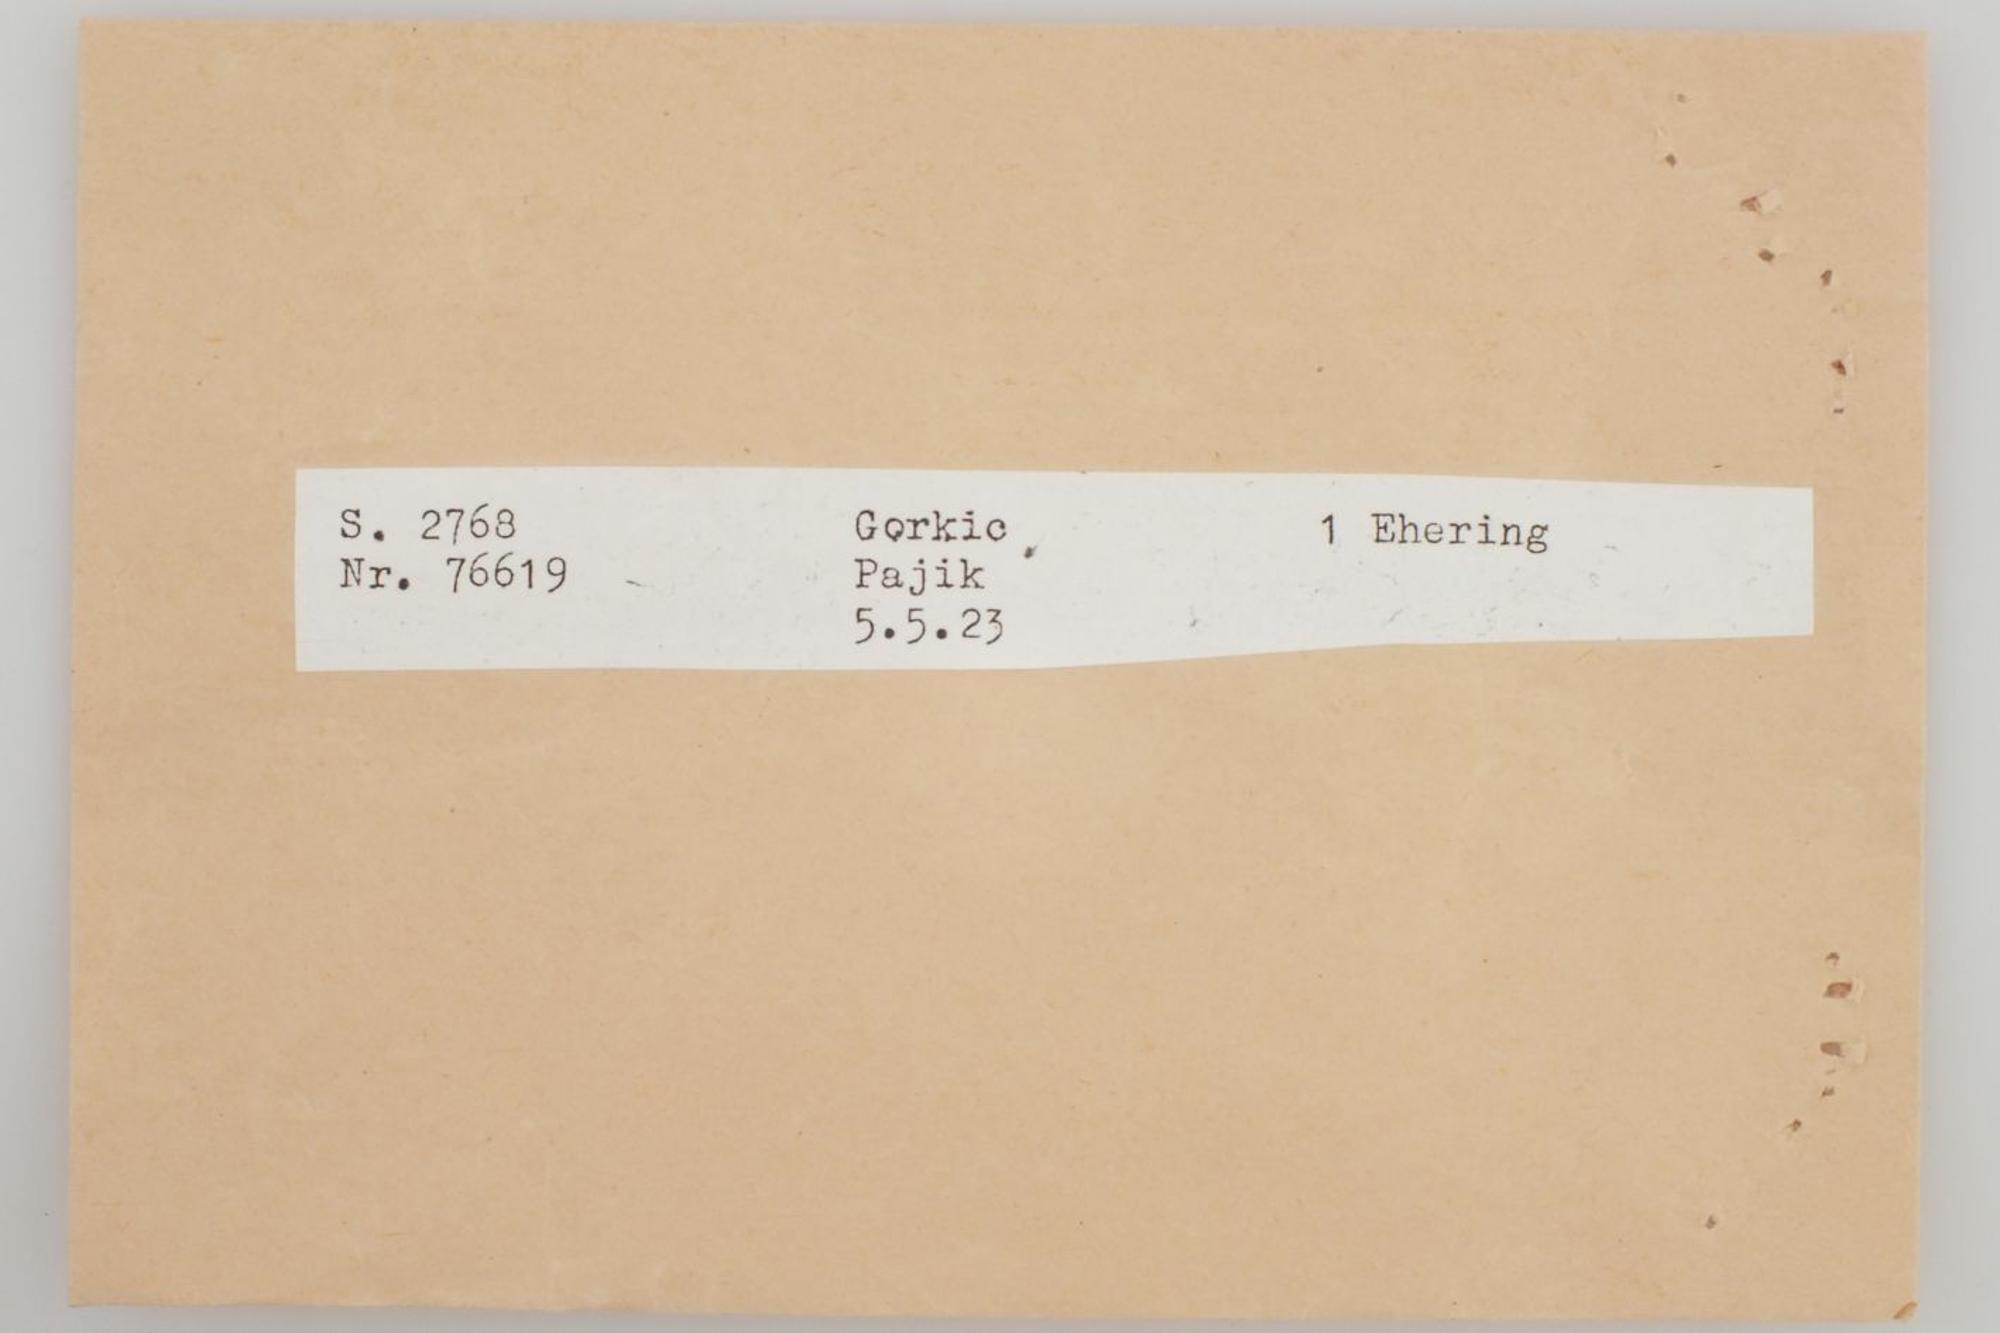 S. 2768 Gorkic 1 Ehering
Nr. 76619 Pajik
5.5.23